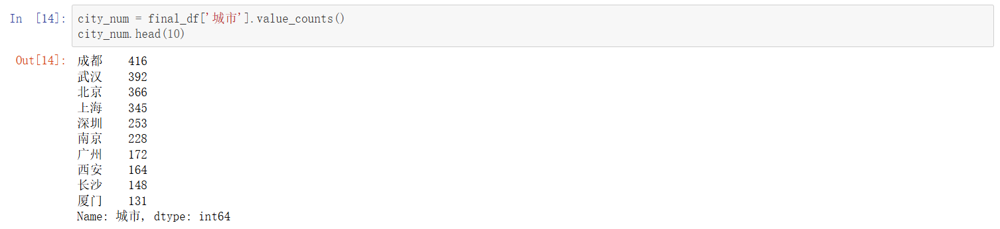 In [14]: city_num = final_df['城市'].value_counts()
city_num.head(10)
Out[14]: 成都 416
武汉 392
北京 366
上海 345
深圳 253
南京 228
广州 172
西安 164
长沙 148
厦门 131
Name: 城市, dtype: int64